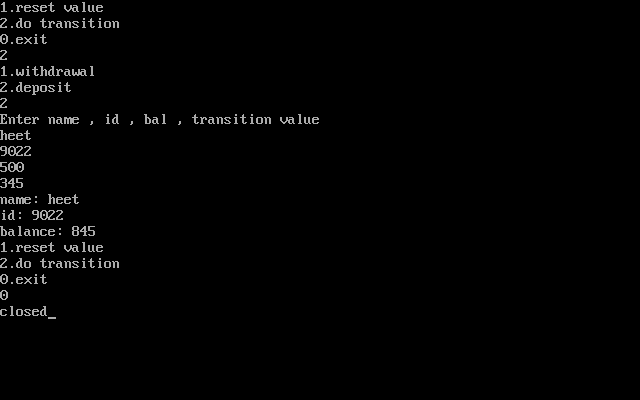 1.reset value
2.do transition
0.exit
2
1.withdrawal
2.deposit
2
Enter name , id , bal , transition value
heet
9022
500
345
name: heet
id: 9022
balance: 845
1.reset value
2.do transition
0.exit
0
closed_